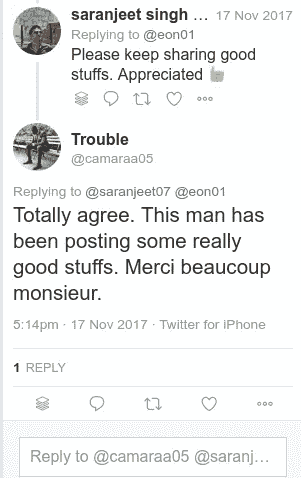 saranjeet singh ... 17 Nov 2017
Replying to @eon01
Please keep sharing good
stuffs. Appreciated
Trouble
@camaraa05
Replying to @saranjeet07 @eon01
Totally agree. This man has
been posting some really
good stuffs. Merci beaucoup
monsieur.
5:14pm · 17 Nov 2017 · Twitter for iPhone
1 REPLY
Reply to @camaraa05 @saranj...